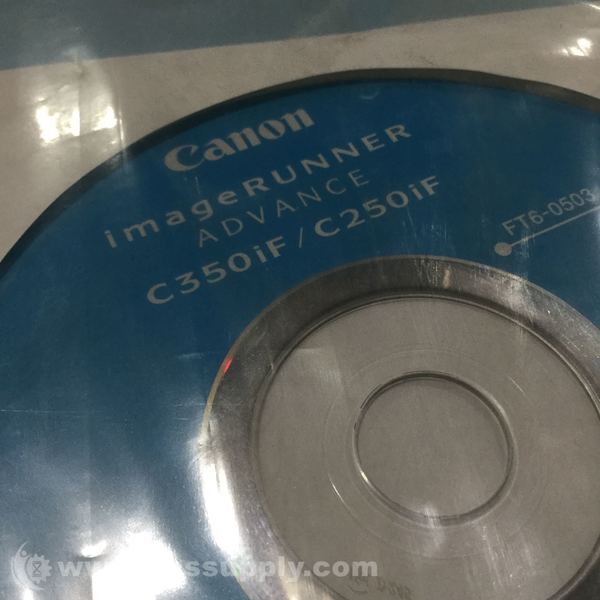 Canon
imageRUNNER
ADVANCE
C350iF / C250iF
FT6-0503